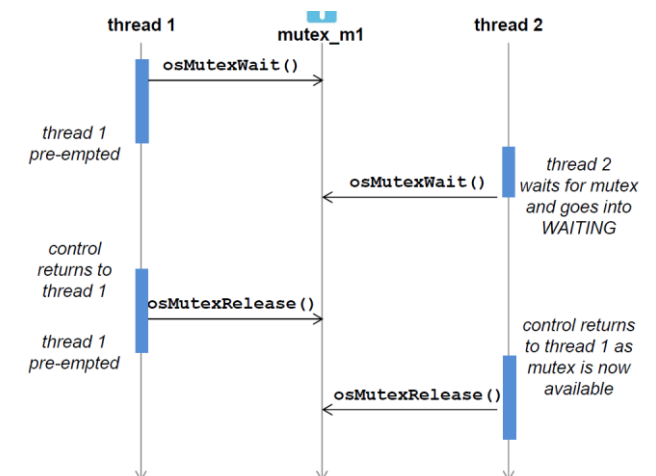 thread 1
mutex_m1
thread 2
osMutexWait()
thread 1
pre-empted
thread 2
waits for mutex
and goes into
WAITING
osMutexWait()
control
returns to
thread 1
osMutexRelease()
thread 1
pre-empted
control returns
to thread 1 as
mutex is now
available
osMutexRelease()